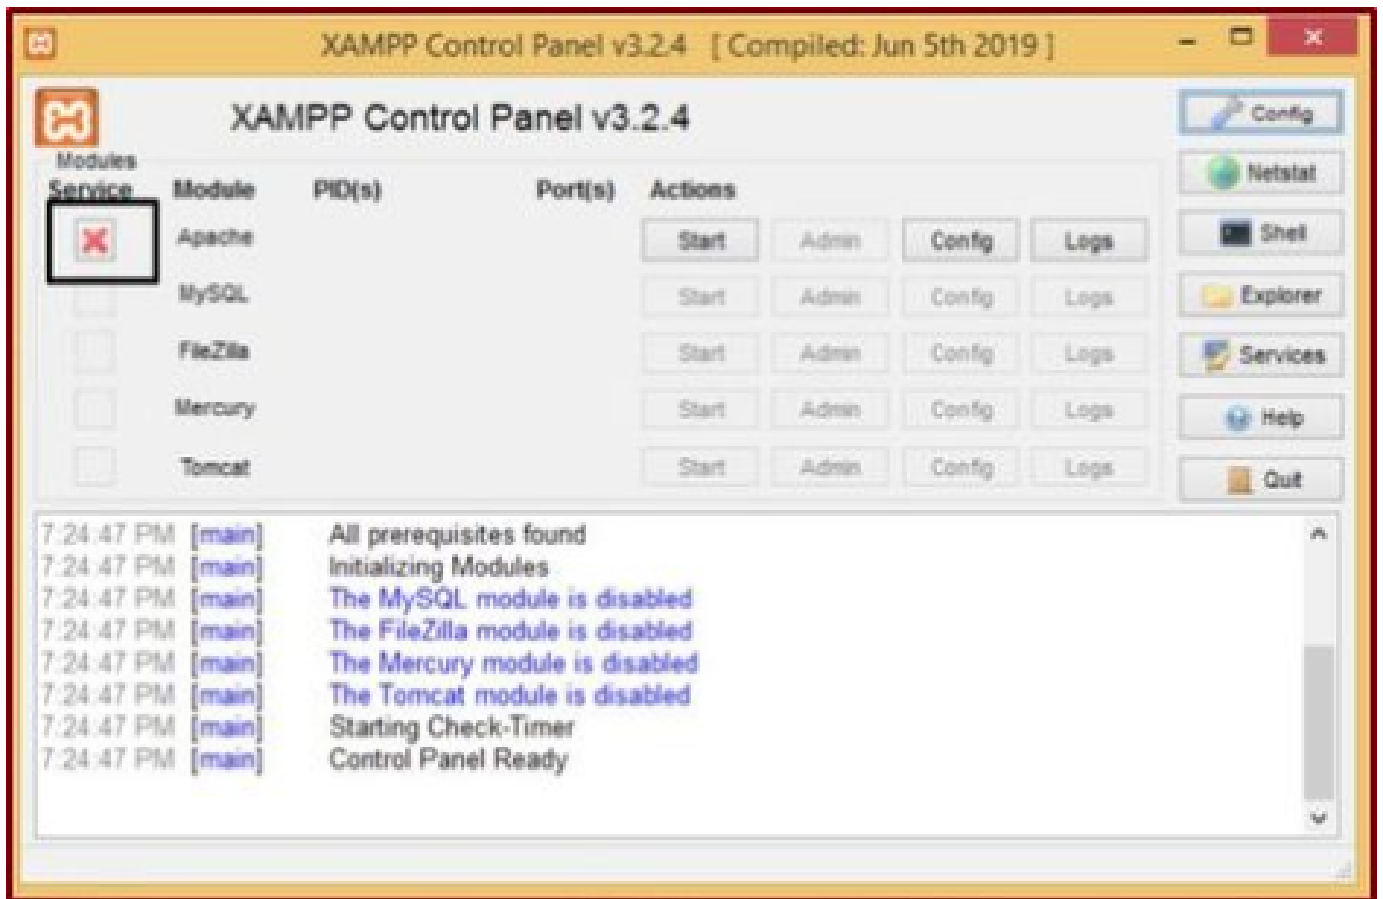 XAMPP Control Panel v3.2.4 [ Compiled: Jun 5th 2019 ]
XAMPP Control Panel v3.2.4
Config
Modules
Service Module PID(s) Port(s) Actions
Netstat
Apache Start Admin Config Logs
Shell
MySQL Start Admin Config Logs
Explorer
FileZilla Start Admin Config Logs
Services
Mercury Start Admin Config Logs
Help
Tomcat Start Admin Config Logs
Quit
7:24:47 PM [main] All prerequisites found
7:24:47 PM [main] Initializing Modules
7:24:47 PM [main] The MySQL module is disabled
7:24:47 PM [main] The FileZilla module is disabled
7:24:47 PM [main] The Mercury module is disabled
7:24:47 PM [main] The Tomcat module is disabled
7:24:47 PM [main] Starting Check-Timer
7:24:47 PM [main] Control Panel Ready